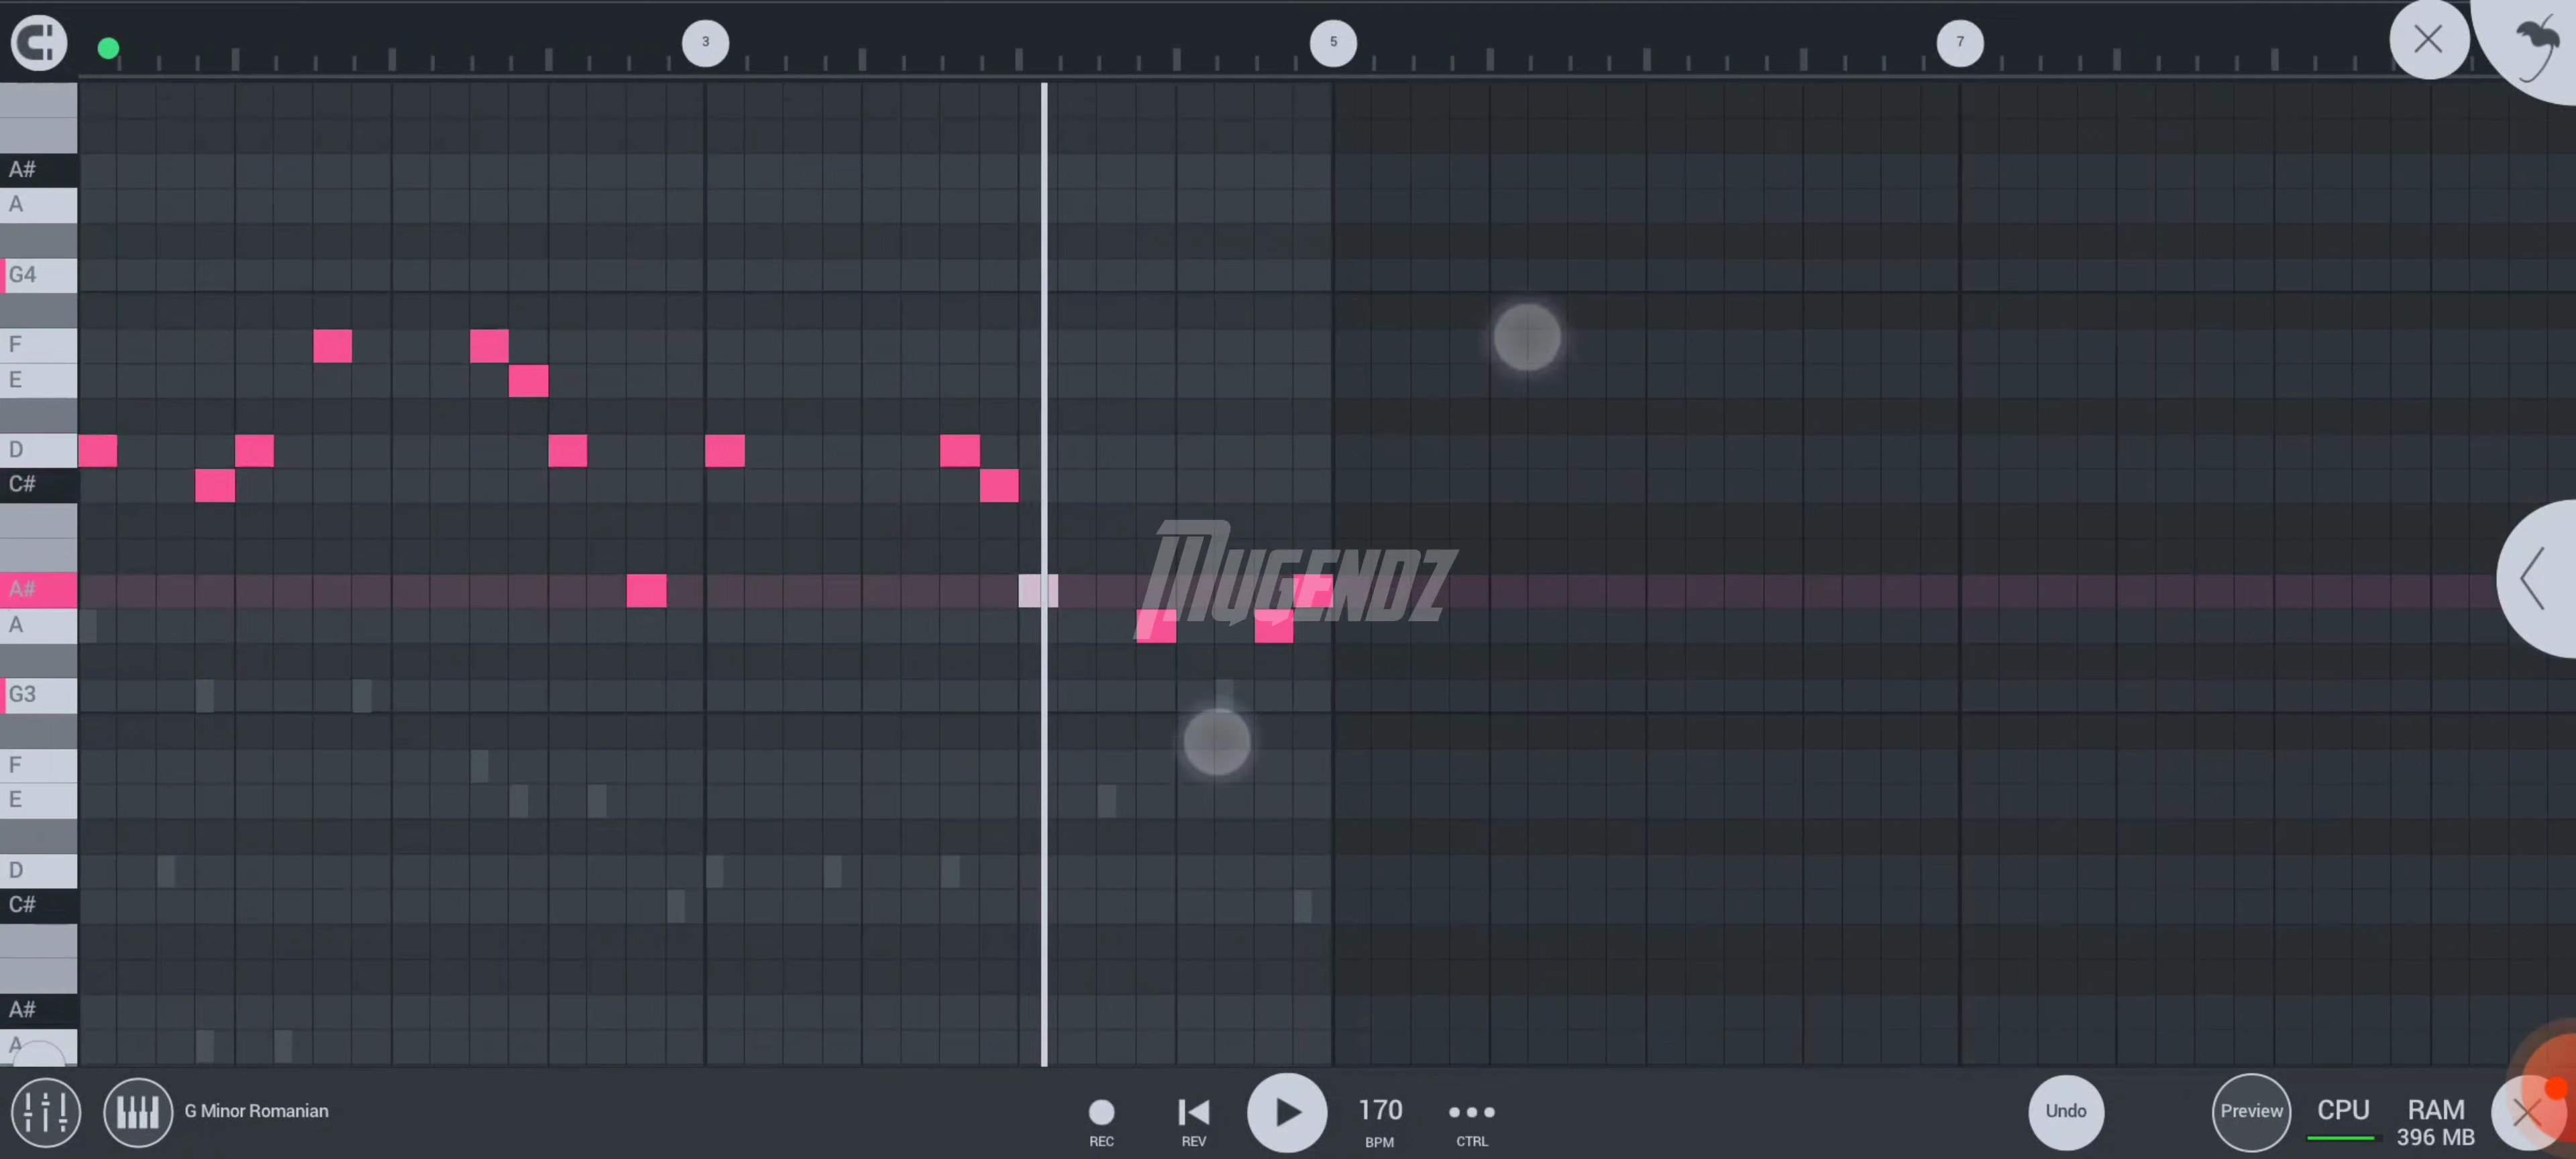 3
5
7
A#
A
G4
F
E
D
C#
A#
A
G3
F
E
D
C#
A#
A
MUGENDZ
G Minor Romanian
REC
REV
170
BPM
CTRL
Undo
Preview
CPU
RAM
396 MB